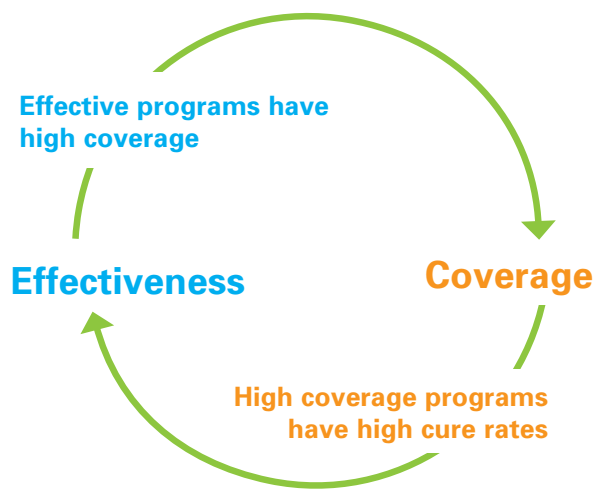 Effective programs have
high coverage
Effectiveness
Coverage
High coverage programs
have high cure rates